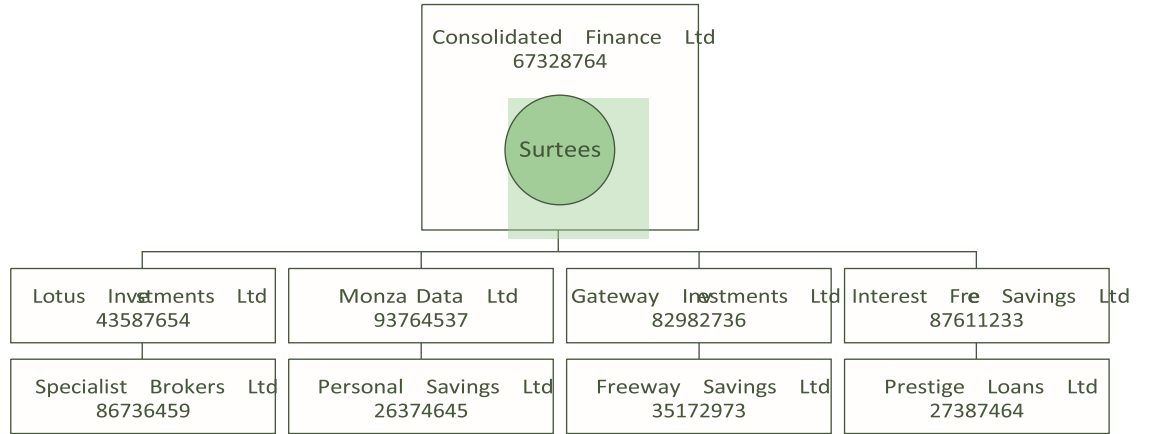 Consolidated Finance Ltd
67328764
Surtees
Lotus Investments Ltd
43587654
Monza Data Ltd
93764537
Gateway Investments Ltd
82982736
Interest Fre Savings Ltd
87611233
Specialist Brokers Ltd
86736459
Personal Savings Ltd
26374645
Freeway Savings Ltd
35172973
Prestige Loans Ltd
27387464